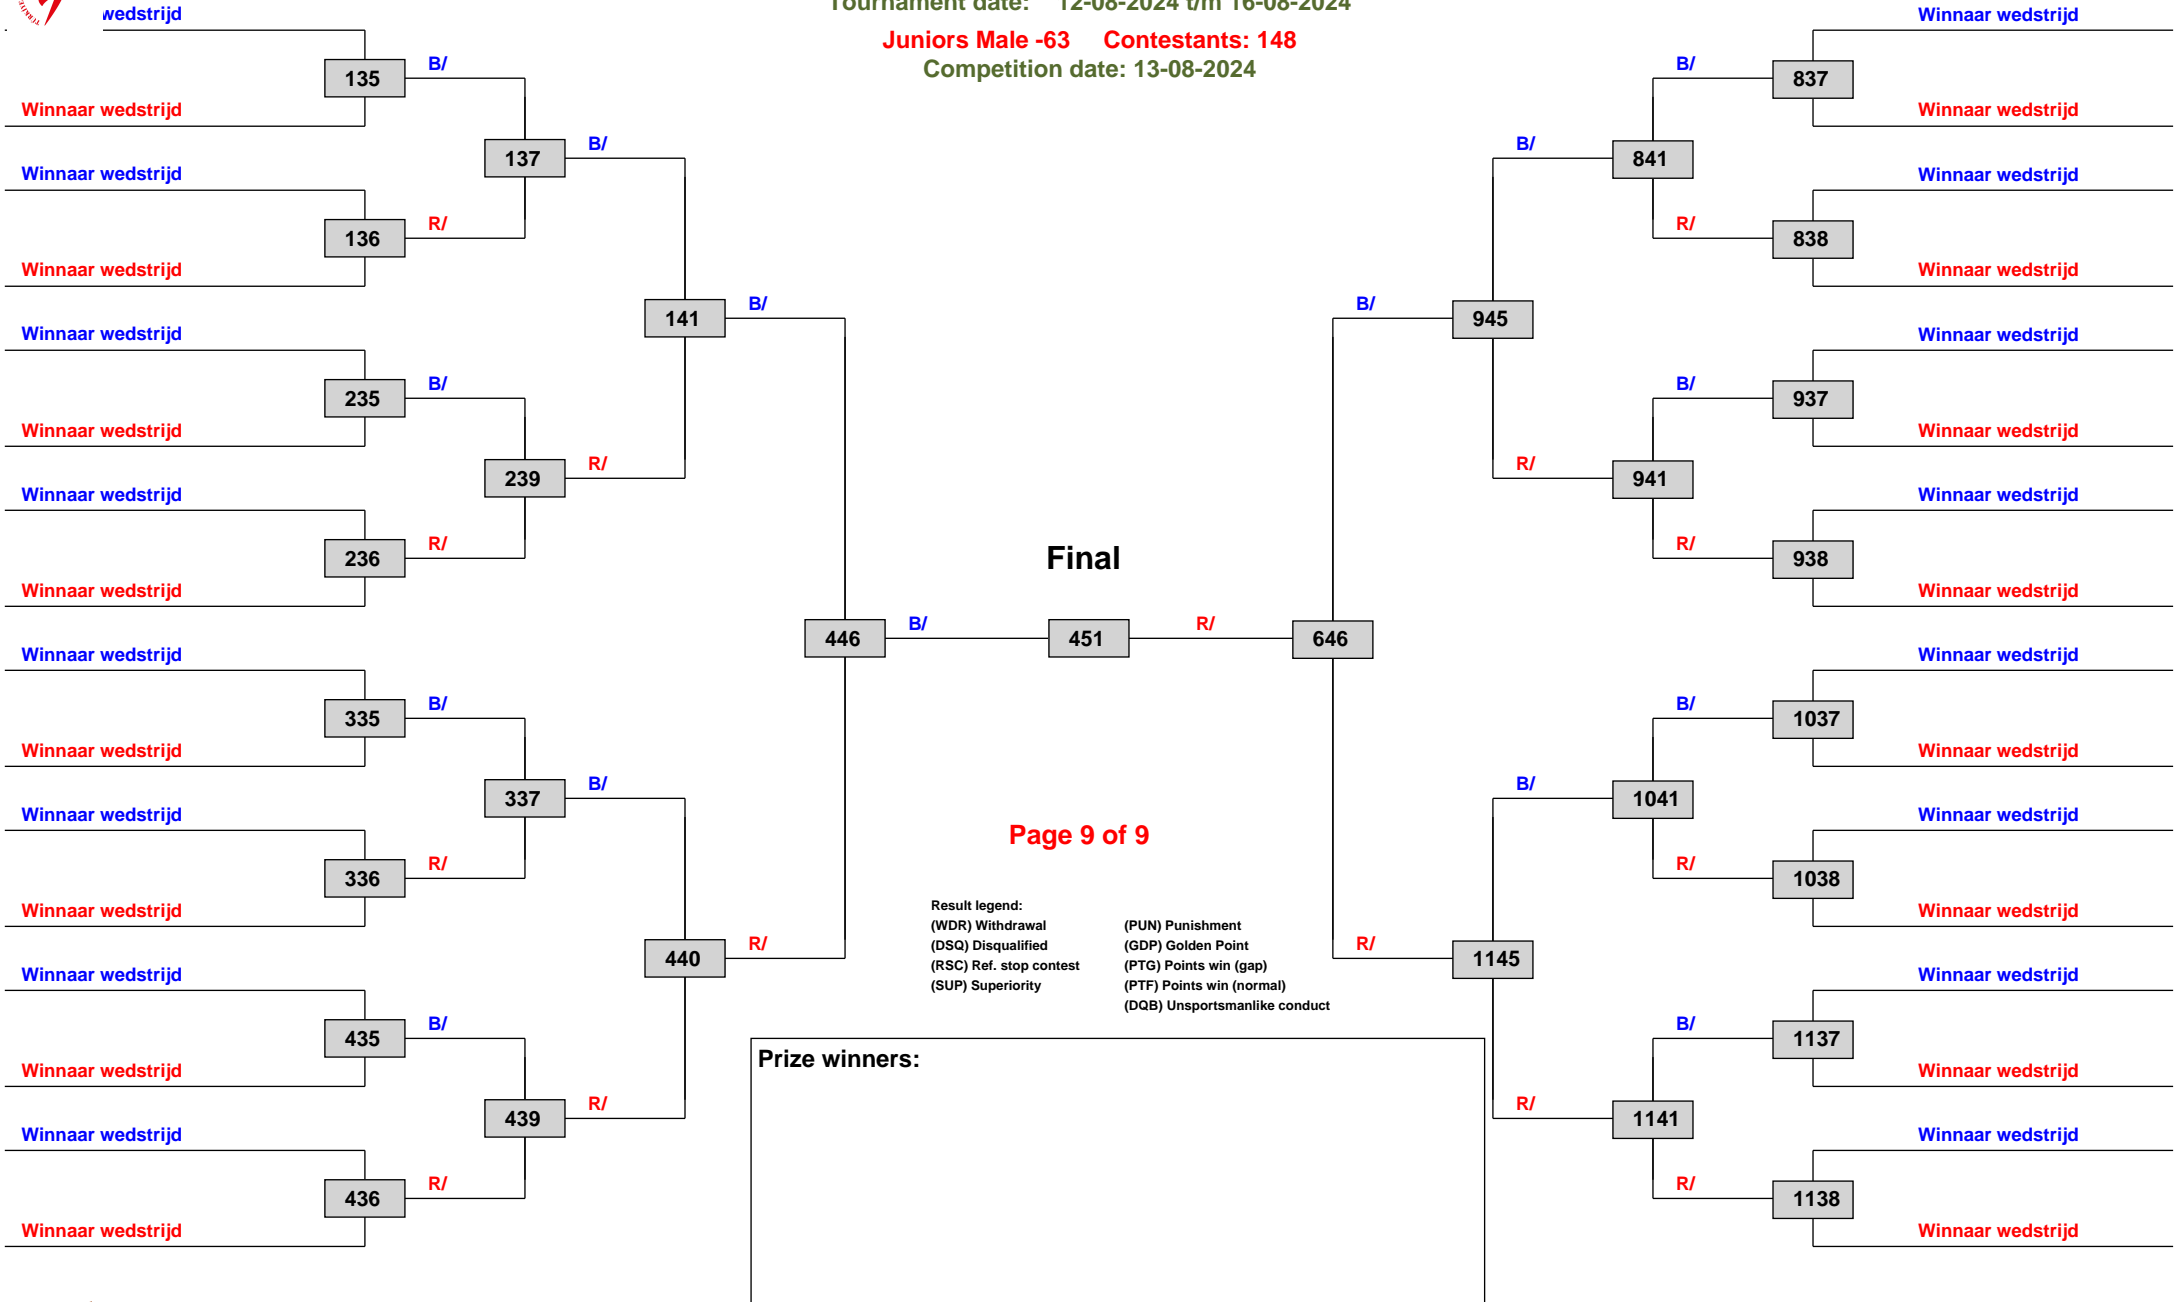 Tournament date: 12-08-2024 t/m 16-08-2024
Juniors Male -63 Contestants: 148
Competition date: 13-08-2024
wedstrijd
135
B/
Winnaar wedstrijd
137
B/
Winnaar wedstrijd
136
R/
Winnaar wedstrijd
141
B/
Winnaar wedstrijd
235
B/
Winnaar wedstrijd
239
R/
Winnaar wedstrijd
236
R/
Winnaar wedstrijd
446
B/
Winnaar wedstrijd
335
B/
Winnaar wedstrijd
337
B/
Winnaar wedstrijd
336
R/
Winnaar wedstrijd
440
R/
Winnaar wedstrijd
435
B/
Winnaar wedstrijd
439
R/
Winnaar wedstrijd
436
R/
Winnaar wedstrijd
Final
451
R/
646
Page 9 of 9
Result legend:
(WDR) Withdrawal
(DSQ) Disqualified
(RSC) Ref. stop contest
(SUP) Superiority
(PUN) Punishment
(GDP) Golden Point
(PTG) Points win (gap)
(PTF) Points win (normal)
(DQB) Unsportsmanlike conduct
Prize winners:
Winnaar wedstrijd
B/
837
Winnaar wedstrijd
B/
841
Winnaar wedstrijd
R/
838
Winnaar wedstrijd
B/
945
Winnaar wedstrijd
B/
937
Winnaar wedstrijd
R/
941
Winnaar wedstrijd
R/
938
Winnaar wedstrijd
Winnaar wedstrijd
B/
1037
Winnaar wedstrijd
B/
1041
Winnaar wedstrijd
R/
1038
Winnaar wedstrijd
R/
1145
Winnaar wedstrijd
B/
1137
Winnaar wedstrijd
R/
1141
Winnaar wedstrijd
R/
1138
Winnaar wedstrijd